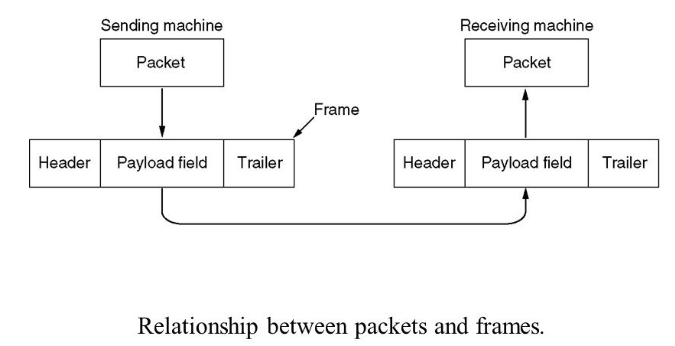 Sending machine
Receiving machine
Packet
Packet
Frame
Header
Payload field
Trailer
Header
Payload field
Trailer
Relationship between packets and frames.